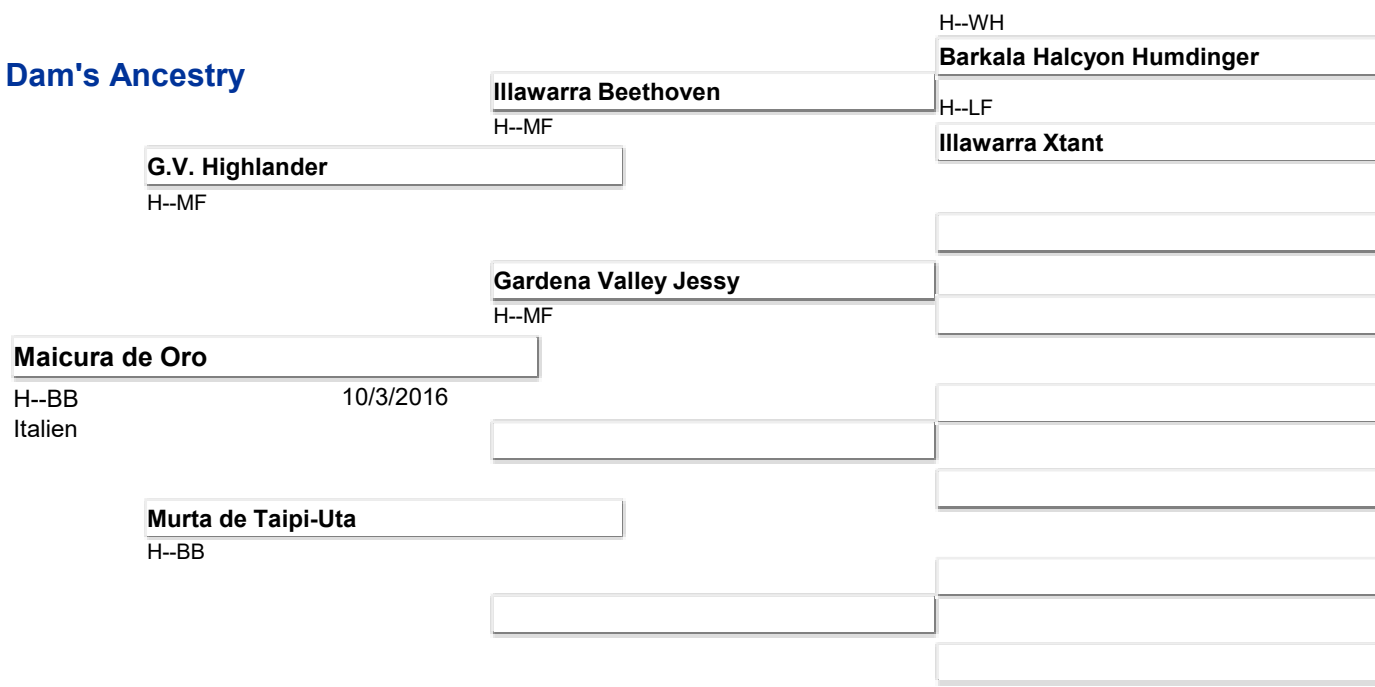 H--WH
Barkala Halcyon Humdinger
Dam's Ancestry
Illawarra Beethoven
H--LF
H--MF
Illawarra Xtant
G.V. Highlander
H--MF
Gardena Valley Jessy
H--MF
Maicura de Oro
H--BB 10/3/2016
Italien
Murta de Taipi-Uta
H--BB